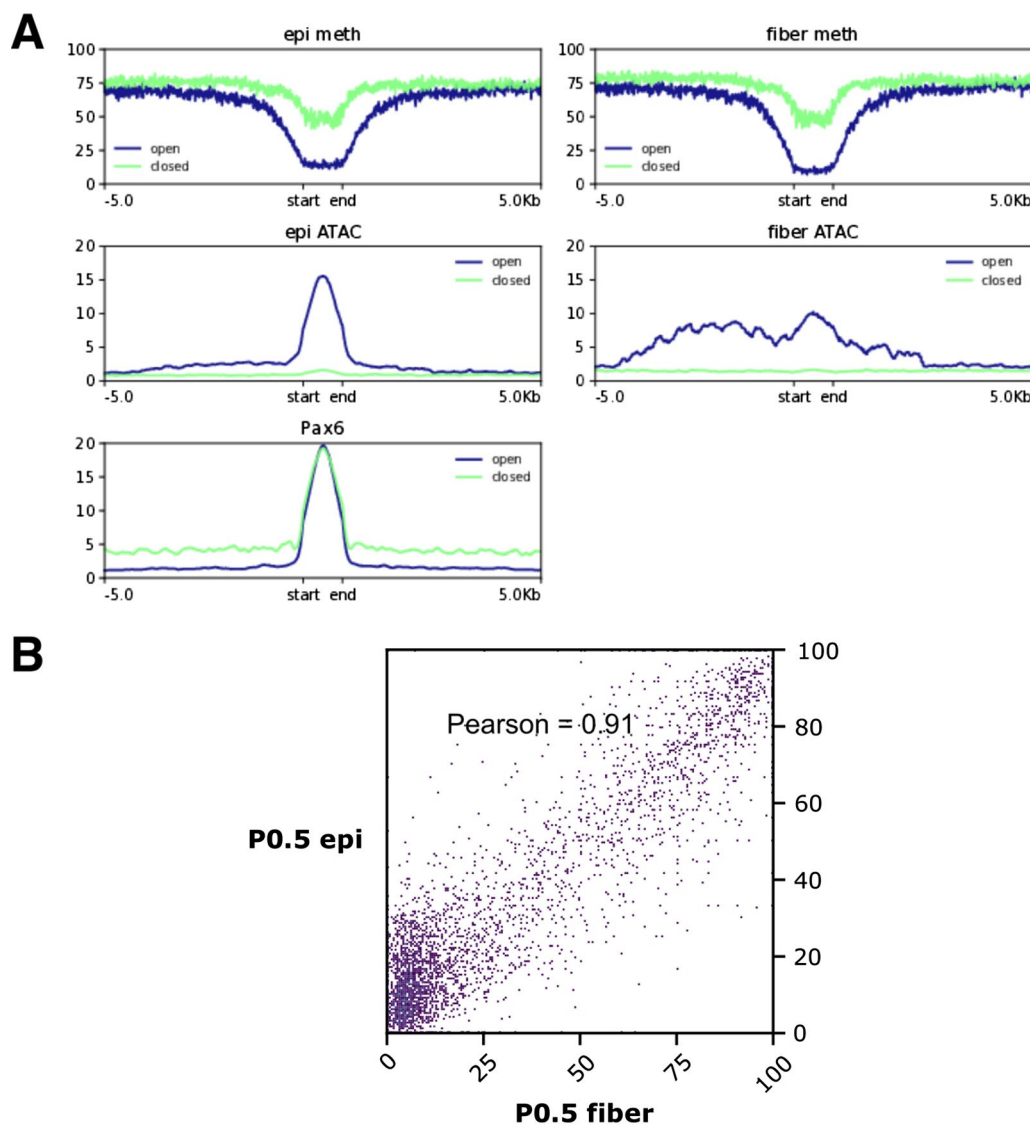 A
epi meth
100
75
50
25
0
open
closed
-5.0
start end
5.0Kb
fiber meth
100
75
50
25
0
open
closed
-5.0
start end
5.0Kb
epi ATAC
20
15
10
5
0
open
closed
-5.0
start end
5.0Kb
fiber ATAC
20
15
10
5
0
open
closed
-5.0
start end
5.0Kb
Pax6
20
15
10
5
0
open
closed
-5.0
start end
5.0Kb
B
Pearson = 0.91
P0.5 epi
100
80
60
40
20
0
0
25
50
75
100
P0.5 fiber